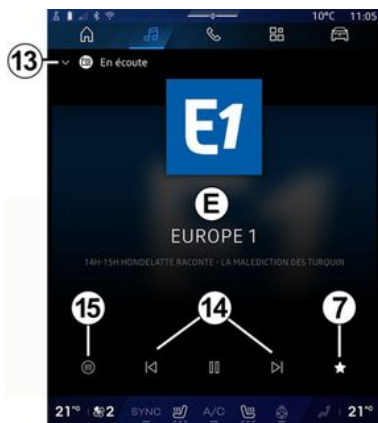 10°C 11:05
13
En écoute
E1
E
EUROPE 1
14H-15H HONDELATTE RACONTE - LA MALEDICTION DES TURQUIN
15
14
7
21°C 2 SYNC A/C 21°C